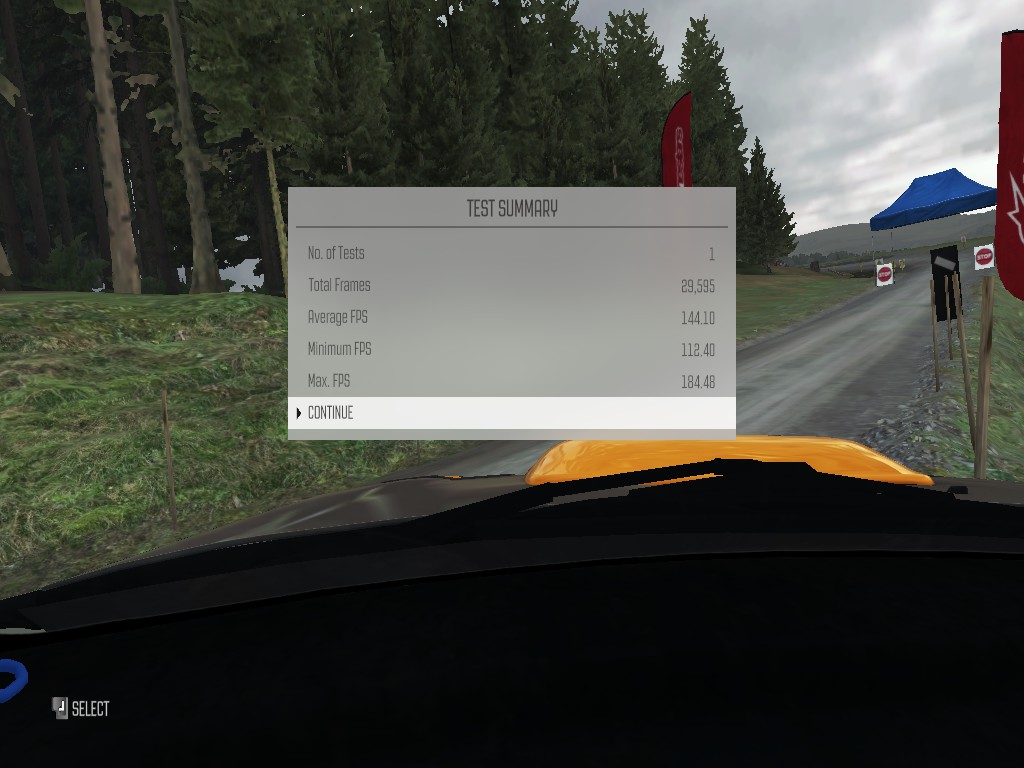 TEST SUMMARY
No. of Tests 1
Total Frames 29,595
Average FPS 144.10
Minimum FPS 112.40
Max. FPS 184.48
CONTINUE
STOP
STOP
SELECT